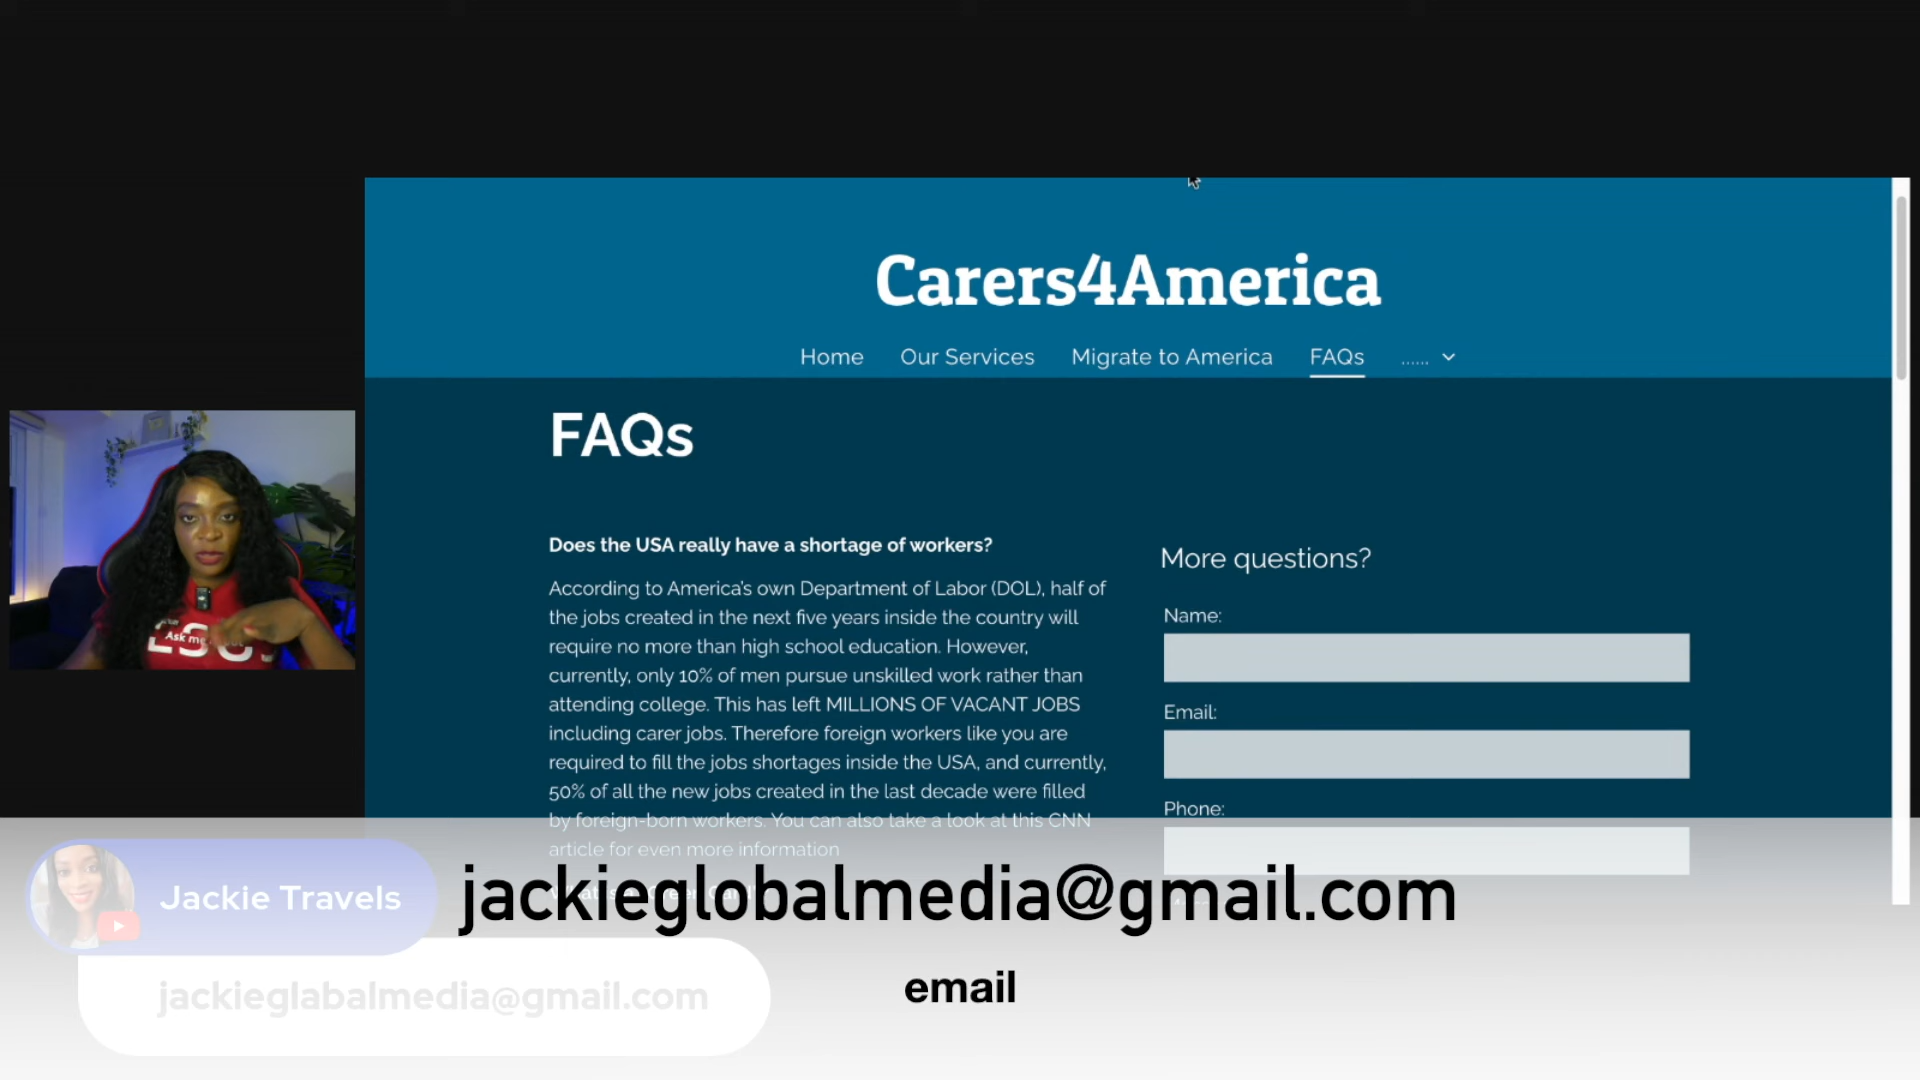 Carers4America
Home Our Services Migrate to America FAQs ......
FAQs
Does the USA really have a shortage of workers?
According to America's own Department of Labor (DOL), half of
the jobs created in the next five years inside the country will
require no more than high school education. However,
currently, only 10% of men pursue unskilled work rather than
attending college. This has left MILLIONS OF VACANT JOBS
including carer jobs. Therefore foreign workers like you are
required to fill the jobs shortages inside the USA, and currently,
50% of all the new jobs created in the last decade were filled
by foreign-born workers. You can also take a look at this CNN
article for even more information
More questions?
Name:
Email:
Phone:
Ask me
Jackie Travels
jackieglobalmedia@gmail.com
jackieglabalmedia@gmail.com
email